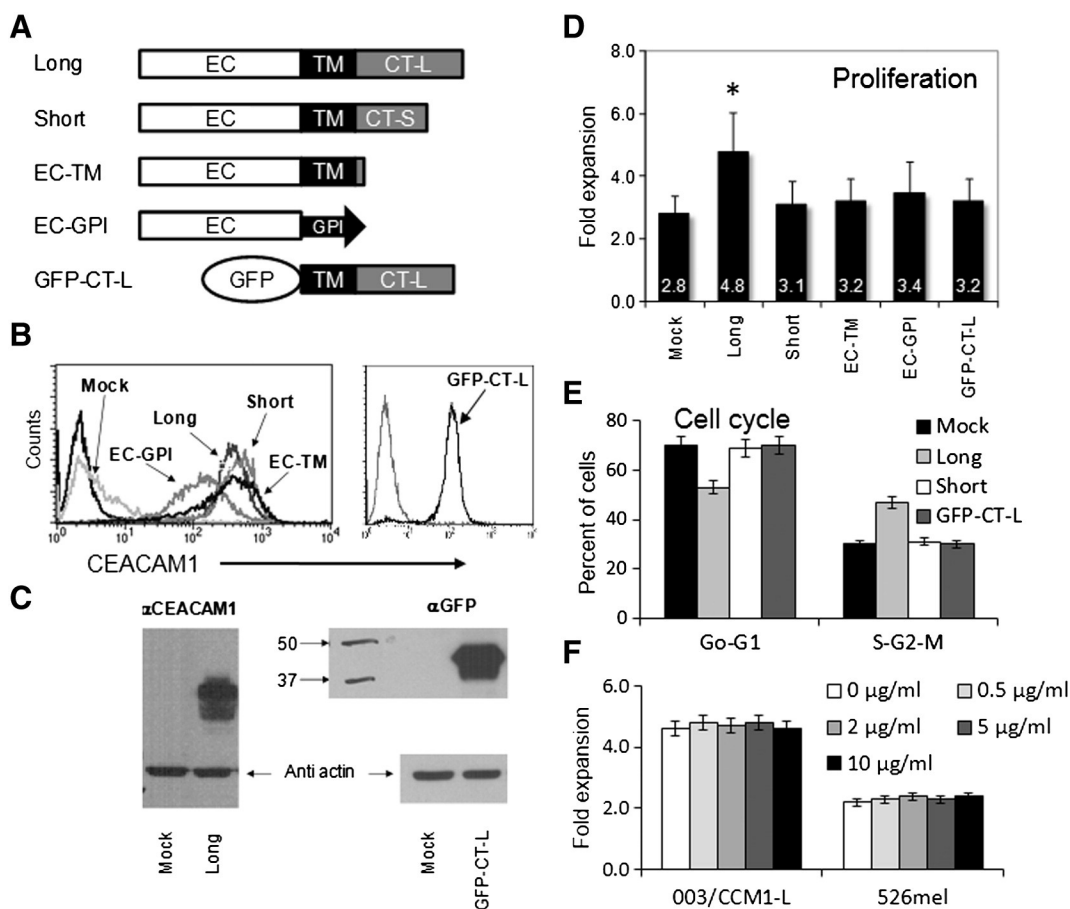 A
Long EC TM CT-L
Short EC TM CT-S
EC-TM EC TM
EC-GPI EC GPI
GFP-CT-L GFP TM CT-L
B
Counts
Mock
Long
Short
EC-GPI
EC-TM
10^0 10^1 10^2 10^3 10^4
GFP-CT-L
CEACAM1
C
αCEACAM1
αGFP
50
37
Anti actin
Mock
Long
Mock
GFP-CT-L
D
Proliferation
Fold expansion
8.0
6.0
4.0
2.0
0.0
*
2.8 4.8 3.1 3.2 3.4 3.2
Mock
Long
Short
EC-TM
EC-GPI
GFP-CT-L
E
Cell cycle
Percent of cells
80
60
40
20
0
Mock
Long
Short
GFP-CT-L
Go-G1 S-G2-M
F
Fold expansion
6.0
4.0
2.0
0.0
0 µg/ml 0.5 µg/ml
2 µg/ml 5 µg/ml
10 µg/ml
003/CCM1-L 526mel